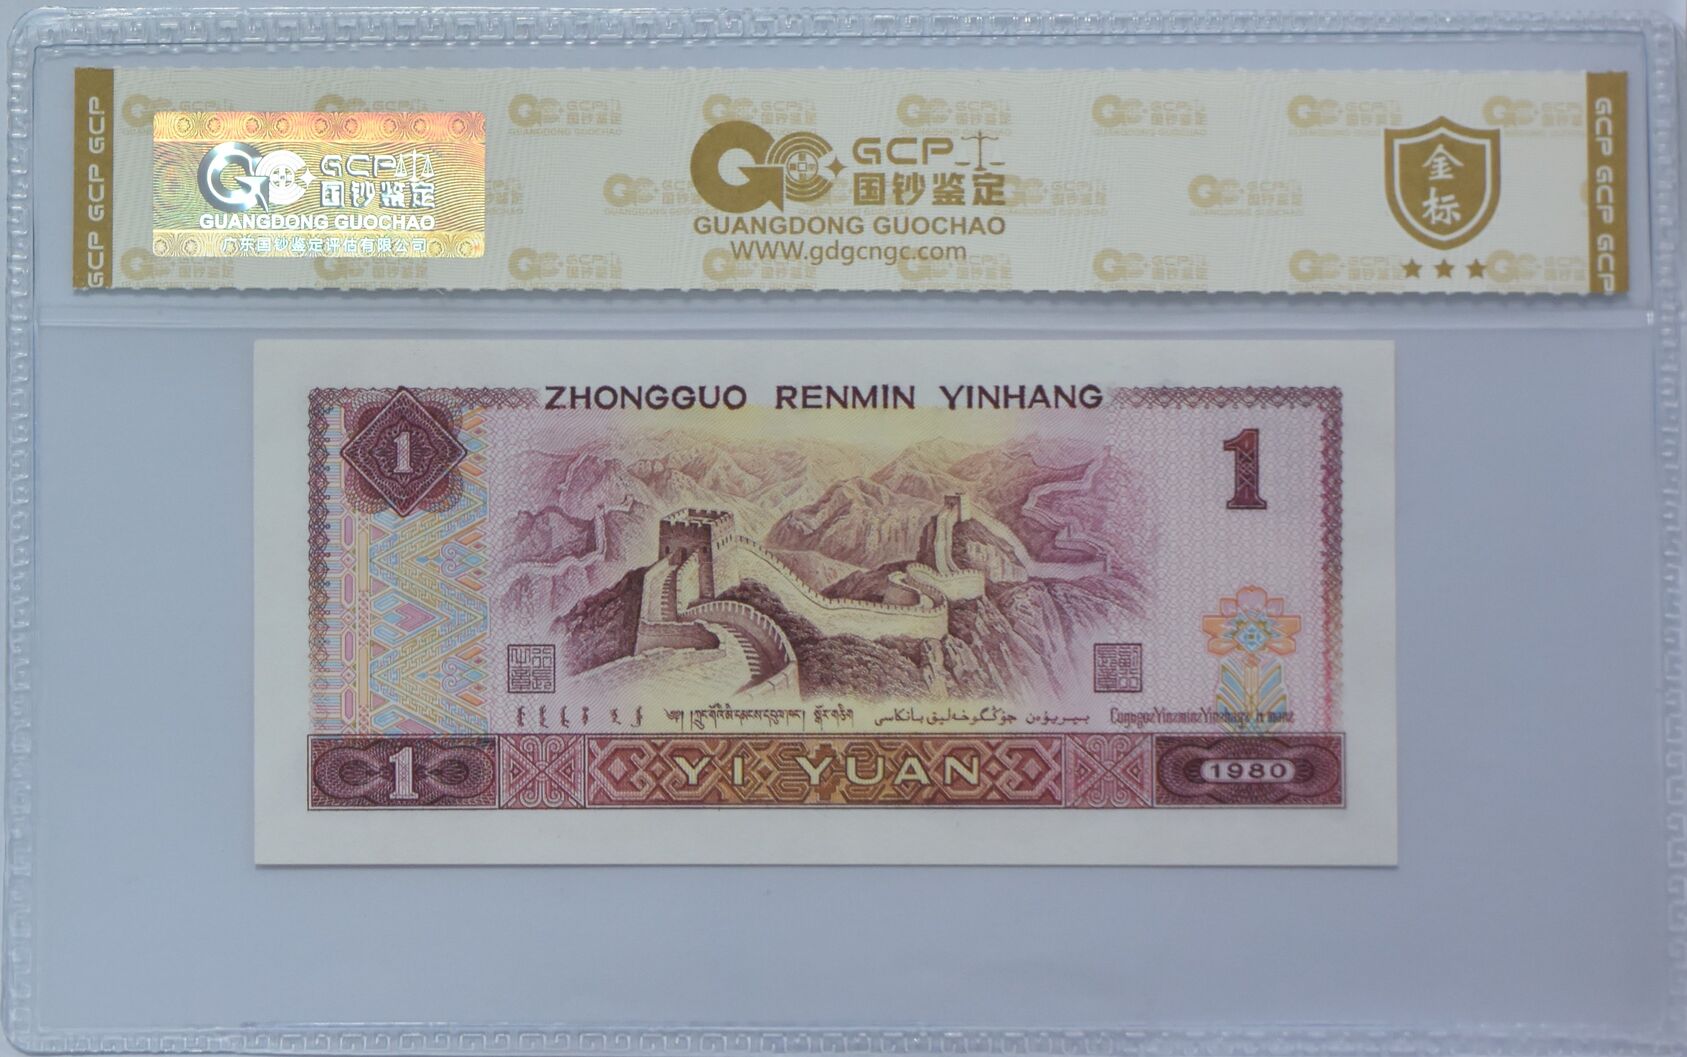 GCP
国钞鉴定
GUANGDONG GUOCHAO
广东国钞鉴定评估有限公司
GCP
国钞鉴定
GUANGDONG GUOCHAO
WWW.gdgcngc.com
金标
GCP GCP GCP
GCP GCP GCP
ZHONGGUO RENMIN YINHANG
1
1
1
YI YUAN
1980